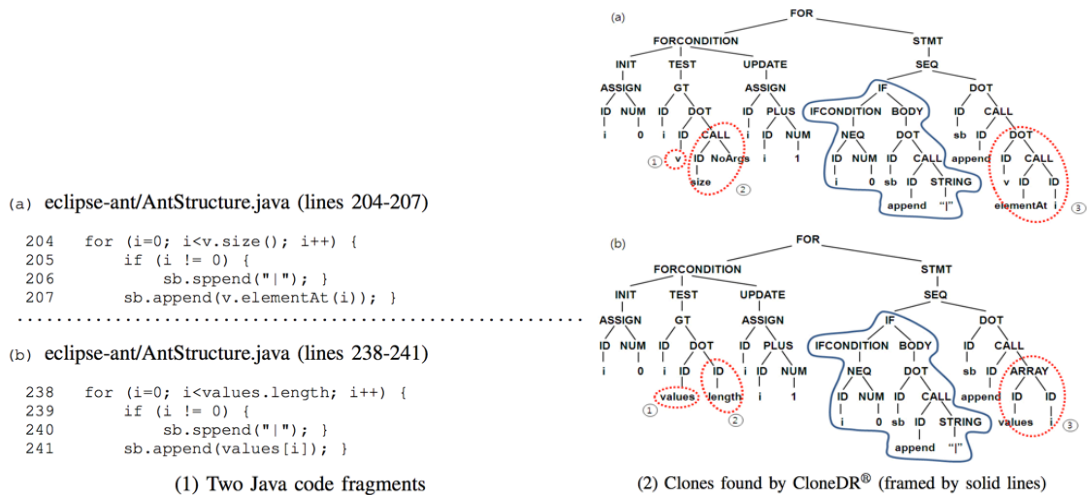 (a) eclipse-ant/AntStructure.java (lines 204-207)
204 for (i=0; i<v.size(); i++) {
205 if (i != 0) {
206 sb.sppend("|"); }
207 sb.append(v.elementAt(i)); }
(b) eclipse-ant/AntStructure.java (lines 238-241)
238 for (i=0; i<values.length; i++) {
239 if (i != 0) {
240 sb.sppend("|"); }
241 sb.append(values[i]); }
(1) Two Java code fragments
(a)
FOR
FORCONDITION STMT
INIT TEST UPDATE SEQ
ASSIGN GT ASSIGN IF DOT
ID NUM ID DOT ID PLUS IFCONDITION BODY ID CALL
i 0 i ID CALL i ID NUM NEQ DOT sb ID DOT
① v ID NoArgs i 1 ID NUM ID CALL append ID CALL
size ② i 0 sb ID STRING v ID ID
append "|" elementAt i ③
(b)
FOR
FORCONDITION STMT
INIT TEST UPDATE SEQ
ASSIGN GT ASSIGN IF DOT
ID NUM ID DOT ID PLUS IFCONDITION BODY ID CALL
i 0 i ID ID i ID NUM NEQ DOT sb ID ARRAY
① values length i 1 ID NUM ID CALL append ID ID
② i 0 sb ID STRING values i ③
append "|"
(2) Clones found by CloneDR® (framed by solid lines)